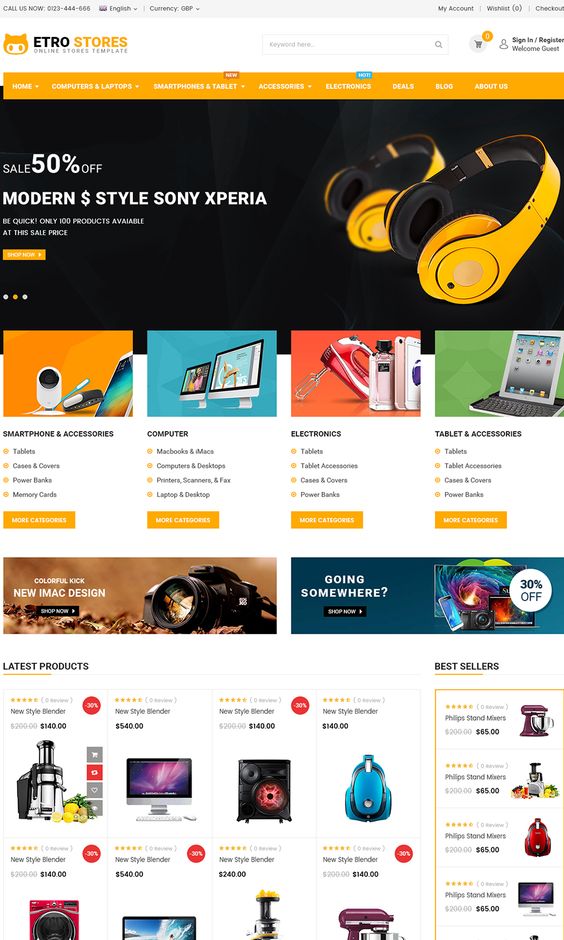 CALL US NOW: 0123-444-666 English Currency: GBP My Account Wishlist (0) Checkout
ETRO STORES
ONLINE STORES TEMPLATE
Keyword here...
0
Sign In / Register
Welcome Guest
NEW HOT!
HOME COMPUTERS & LAPTOPS SMARTPHONES & TABLET ACCESSORIES ELECTRONICS DEALS BLOG ABOUT US
SALE 50% OFF
MODERN $ STYLE SONY XPERIA
BE QUICK! ONLY 100 PRODUCTS AVAIABLE
AT THIS SALE PRICE
SHOP NOW
SMARTPHONE & ACCESSORIES
Tablets
Cases & Covers
Power Banks
Memory Cards
MORE CATEGORIES
COMPUTER
Macbooks & iMacs
Computers & Desktops
Printers, Scanners, & Fax
Laptop & Desktop
MORE CATEGORIES
ELECTRONICS
Tablets
Tablet Accessories
Cases & Covers
Power Banks
MORE CATEGORIES
TABLET & ACCESSORIES
Tablets
Tablet Accessories
Cases & Covers
Power Banks
MORE CATEGORIES
COLORFUL KICK
NEW IMAC DESIGN
SHOP NOW
GOING
SOMEWHERE?
SHOP NOW
30%
OFF
LATEST PRODUCTS
( 0 Review )
New Style Blender
$200.00 $140.00
-30%
( 0 Review )
New Style Blender
$540.00
( 0 Review )
New Style Blender
$200.00 $140.00
-30%
( 0 Review )
New Style Blender
$140.00
( 0 Review )
New Style Blender
$200.00 $140.00
-30%
( 0 Review )
New Style Blender
$540.00
-30%
( 0 Review )
New Style Blender
$240.00
( 0 Review )
New Style Blender
$200.00 $140.00
-30%
BEST SELLERS
( 0 Review )
Philips Stand Mixers
$200.00 $65.00
( 0 Review )
Philips Stand Mixers
$200.00 $65.00
( 0 Review )
Philips Stand Mixers
$200.00 $65.00
( 0 Review )
Philips Stand Mixers
$200.00 $65.00
( 0 Review )